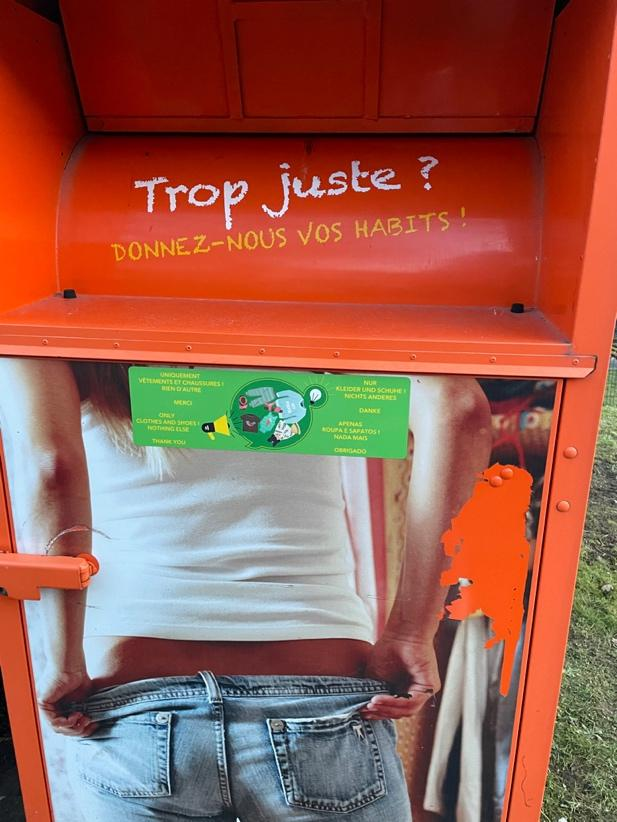 Trop juste ?
DONNEZ-NOUS VOS HABITS !
UNIQUEMENT
VÊTEMENTS ET CHAUSSURES !
RIEN D'AUTRE
MERCI
ONLY
CLOTHES AND SHOES !
NOTHING ELSE
THANK YOU
NUR
KLEIDER UND SCHUHE !
NICHTS ANDERES
DANKE
APENAS
ROUPA E SAPATOS !
NADA MAIS
OBRIGADO